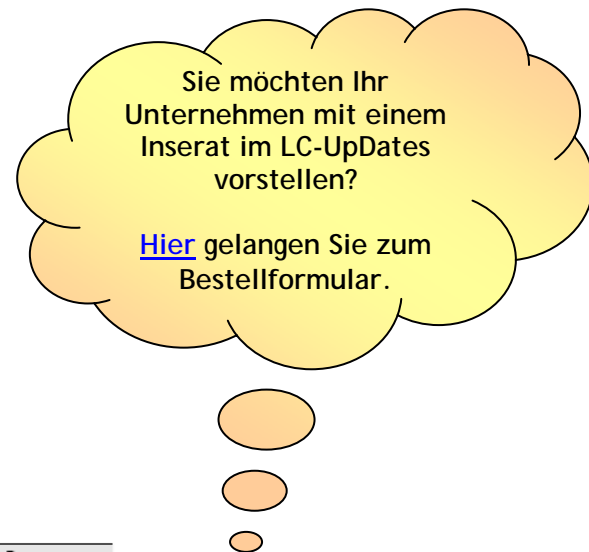 Sie möchten Ihr
Unternehmen mit einem
Inserat im LC-UpDates
vorstellen?
Hier gelangen Sie zum
Bestellformular.